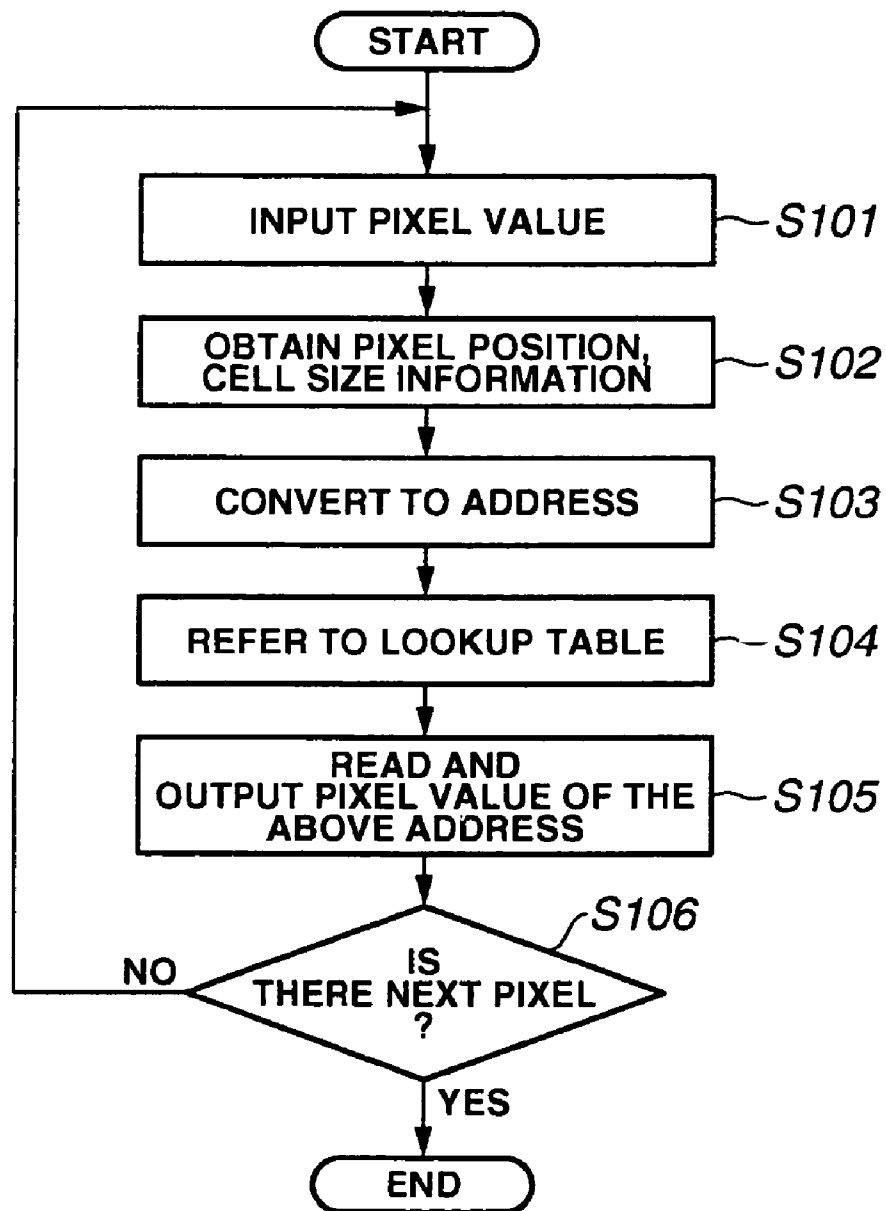 START
INPUT PIXEL VALUE
S101
OBTAIN PIXEL POSITION,
CELL SIZE INFORMATION
S102
CONVERT TO ADDRESS
S103
REFER TO LOOKUP TABLE
S104
READ AND
OUTPUT PIXEL VALUE OF THE
ABOVE ADDRESS
S105
S106
IS
THERE NEXT PIXEL
?
NO
YES
END